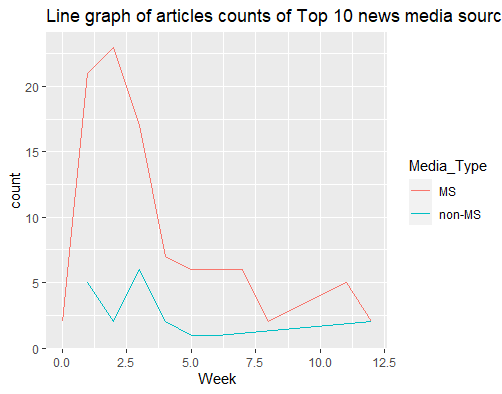 Line graph of articles counts of Top 10 news media sourc
count
20
15
10
5
0
0.0 2.5 5.0 7.5 10.0 12.5
Week
Media_Type
MS
non-MS